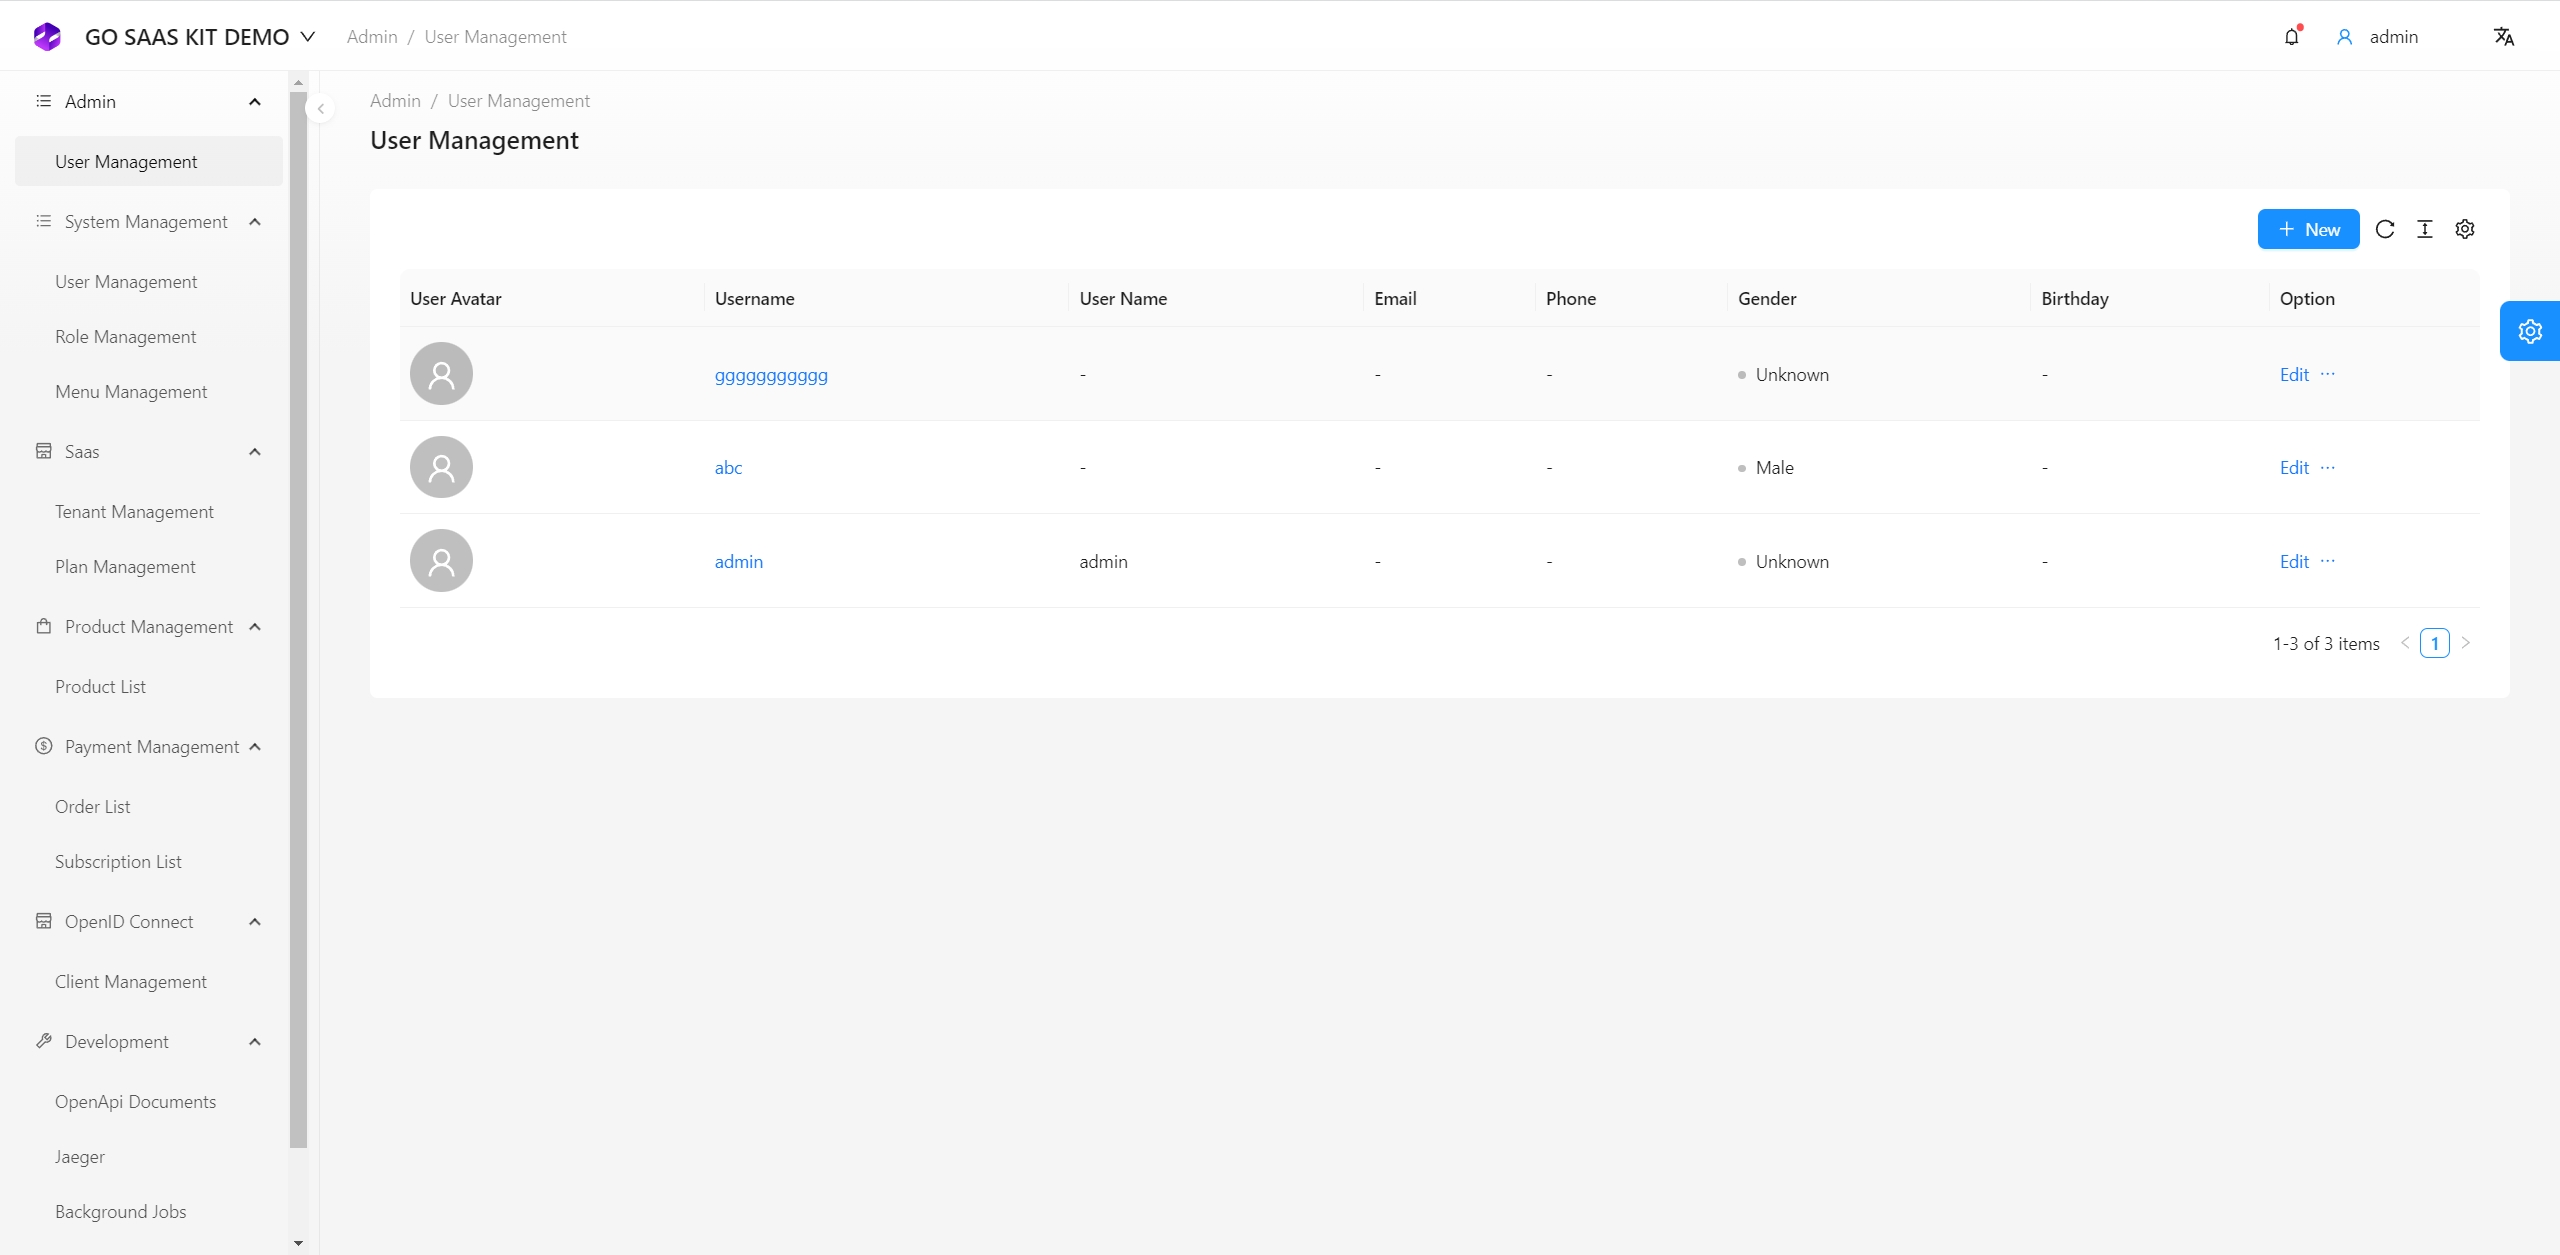 GO SAAS KIT DEMO
Admin / User Management
admin
Admin
User Management
System Management
User Management
Role Management
Menu Management
Saas
Tenant Management
Plan Management
Product Management
Product List
Payment Management
Order List
Subscription List
OpenID Connect
Client Management
Development
OpenApi Documents
Jaeger
Background Jobs
Admin / User Management
User Management
+ New
User Avatar Username User Name Email Phone Gender Birthday Option
ggggggggggg - - - Unknown - Edit ···
abc - - - Male - Edit ···
admin admin - - Unknown - Edit ···
1-3 of 3 items < 1 >